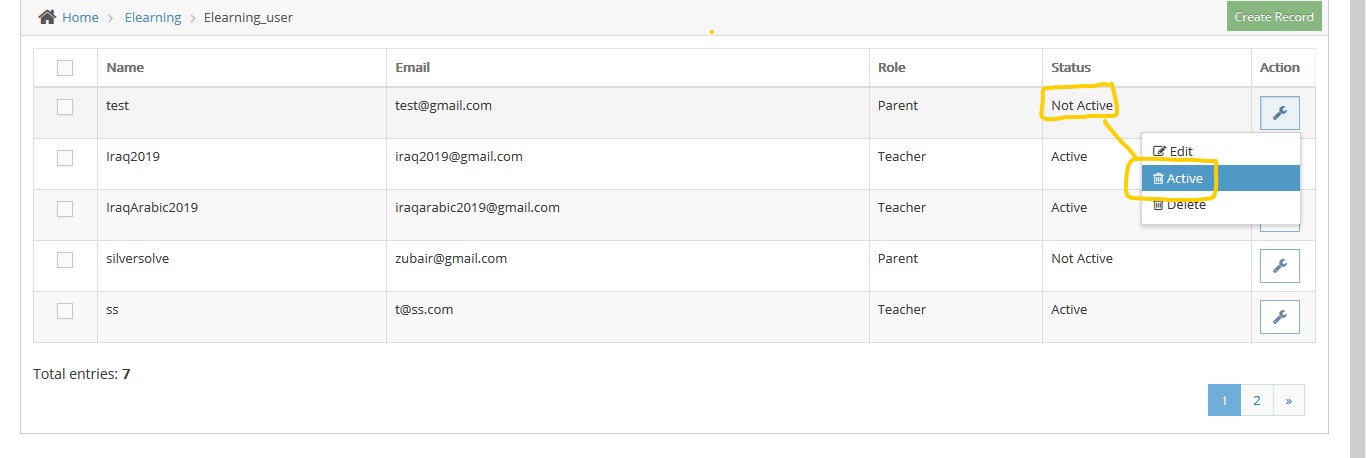 Home > Elearning > Elearning_user
Create Record
Name Email Role Status Action
test test@gmail.com Parent Not Active
Edit
Iraq2019 iraq2019@gmail.com Teacher Active
Active
IraqArabic2019 iraqarabic2019@gmail.com Teacher Active
Delete
silversolve zubair@gmail.com Parent Not Active
ss t@ss.com Teacher Active
Total entries: 7
1 2 »